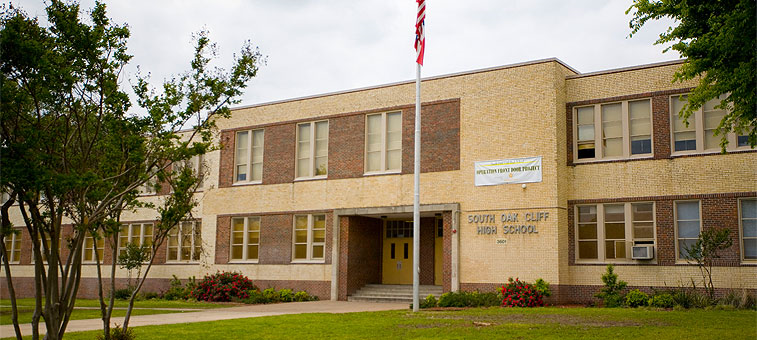 OPERATION FRONT DOOR PROJECT
SOUTH OAK CLIFF
HIGH SCHOOL
3601